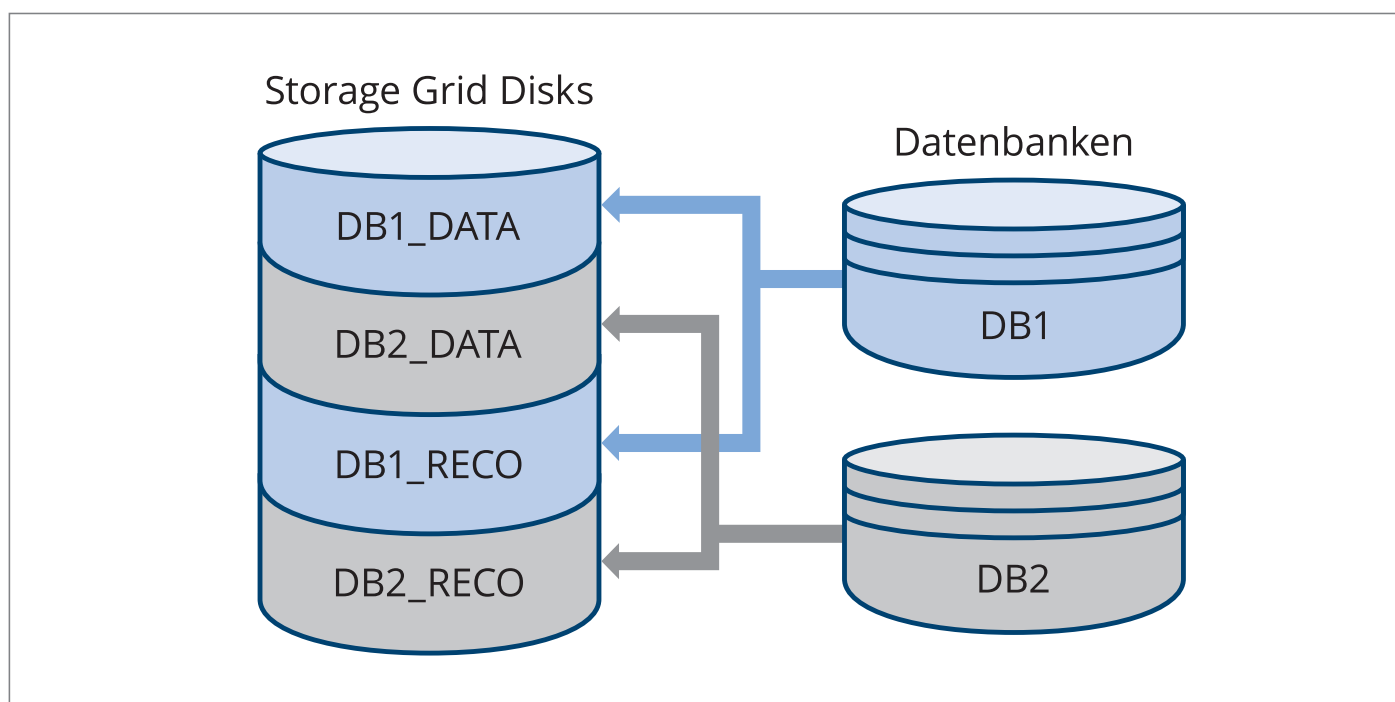 Storage Grid Disks
DB1_DATA
DB2_DATA
DB1_RECO
DB2_RECO
Datenbanken
DB1
DB2